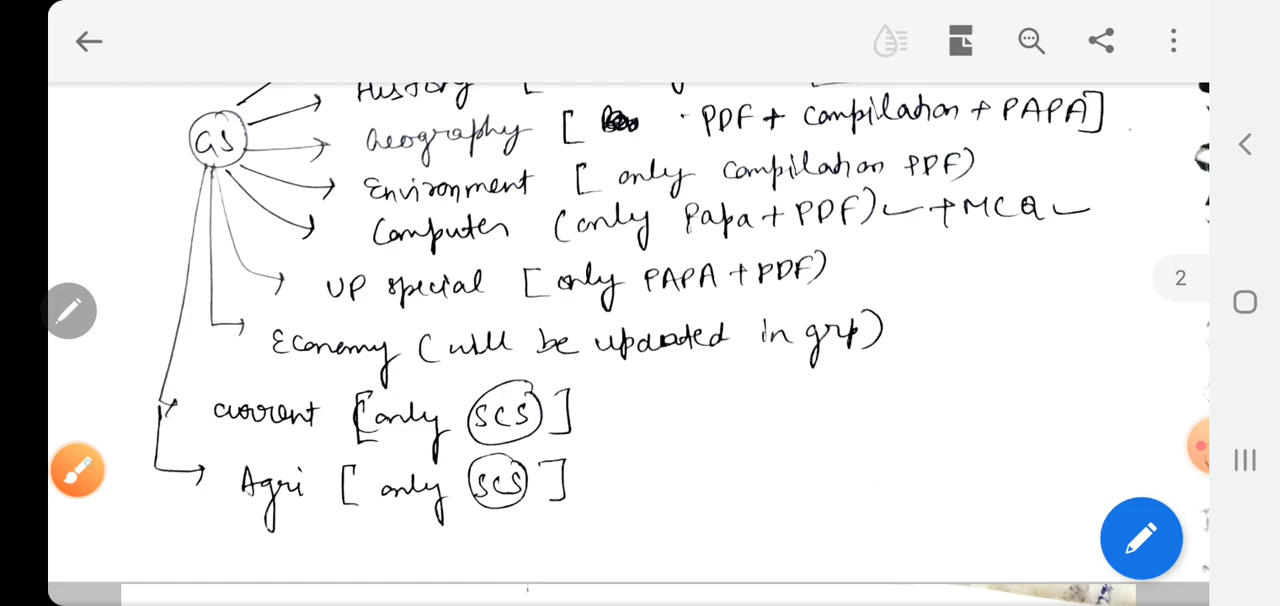 History [
GS
Geography [ PDF + Compilation + PAPA]
Environment [ only Compilation PDF)
Computer (only Papa + PDF) + MCQ
UP special [only PAPA + PDF)
2
Economy (will be updated in grp)
current [only SCS]
Agri [only SCS]